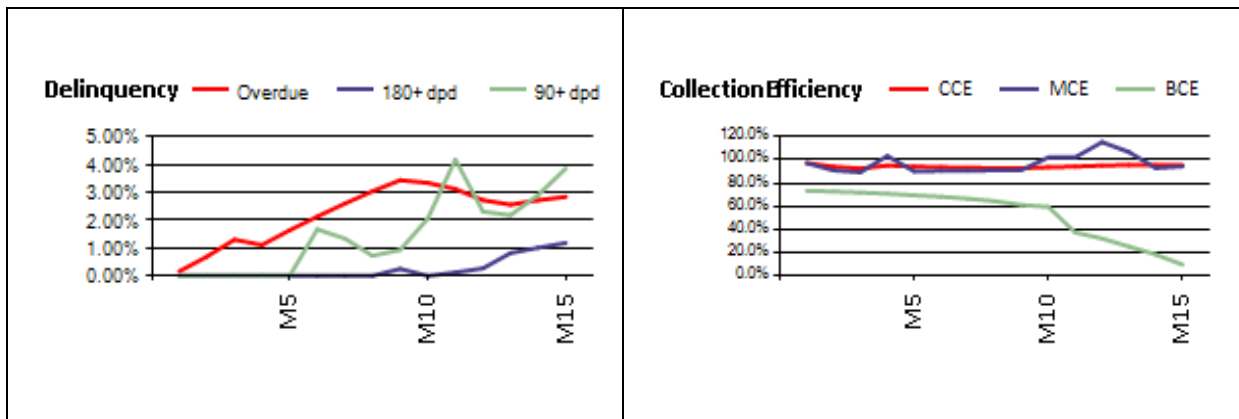 Delinquency Overdue 180+ dpd 90+ dpd
5.00%
4.00%
3.00%
2.00%
1.00%
0.00%
M5
M10
M15
Collection Efficiency CCE MCE BCE
120.0%
100.0%
80.0%
60.0%
40.0%
20.0%
0.0%
M5
M10
M15